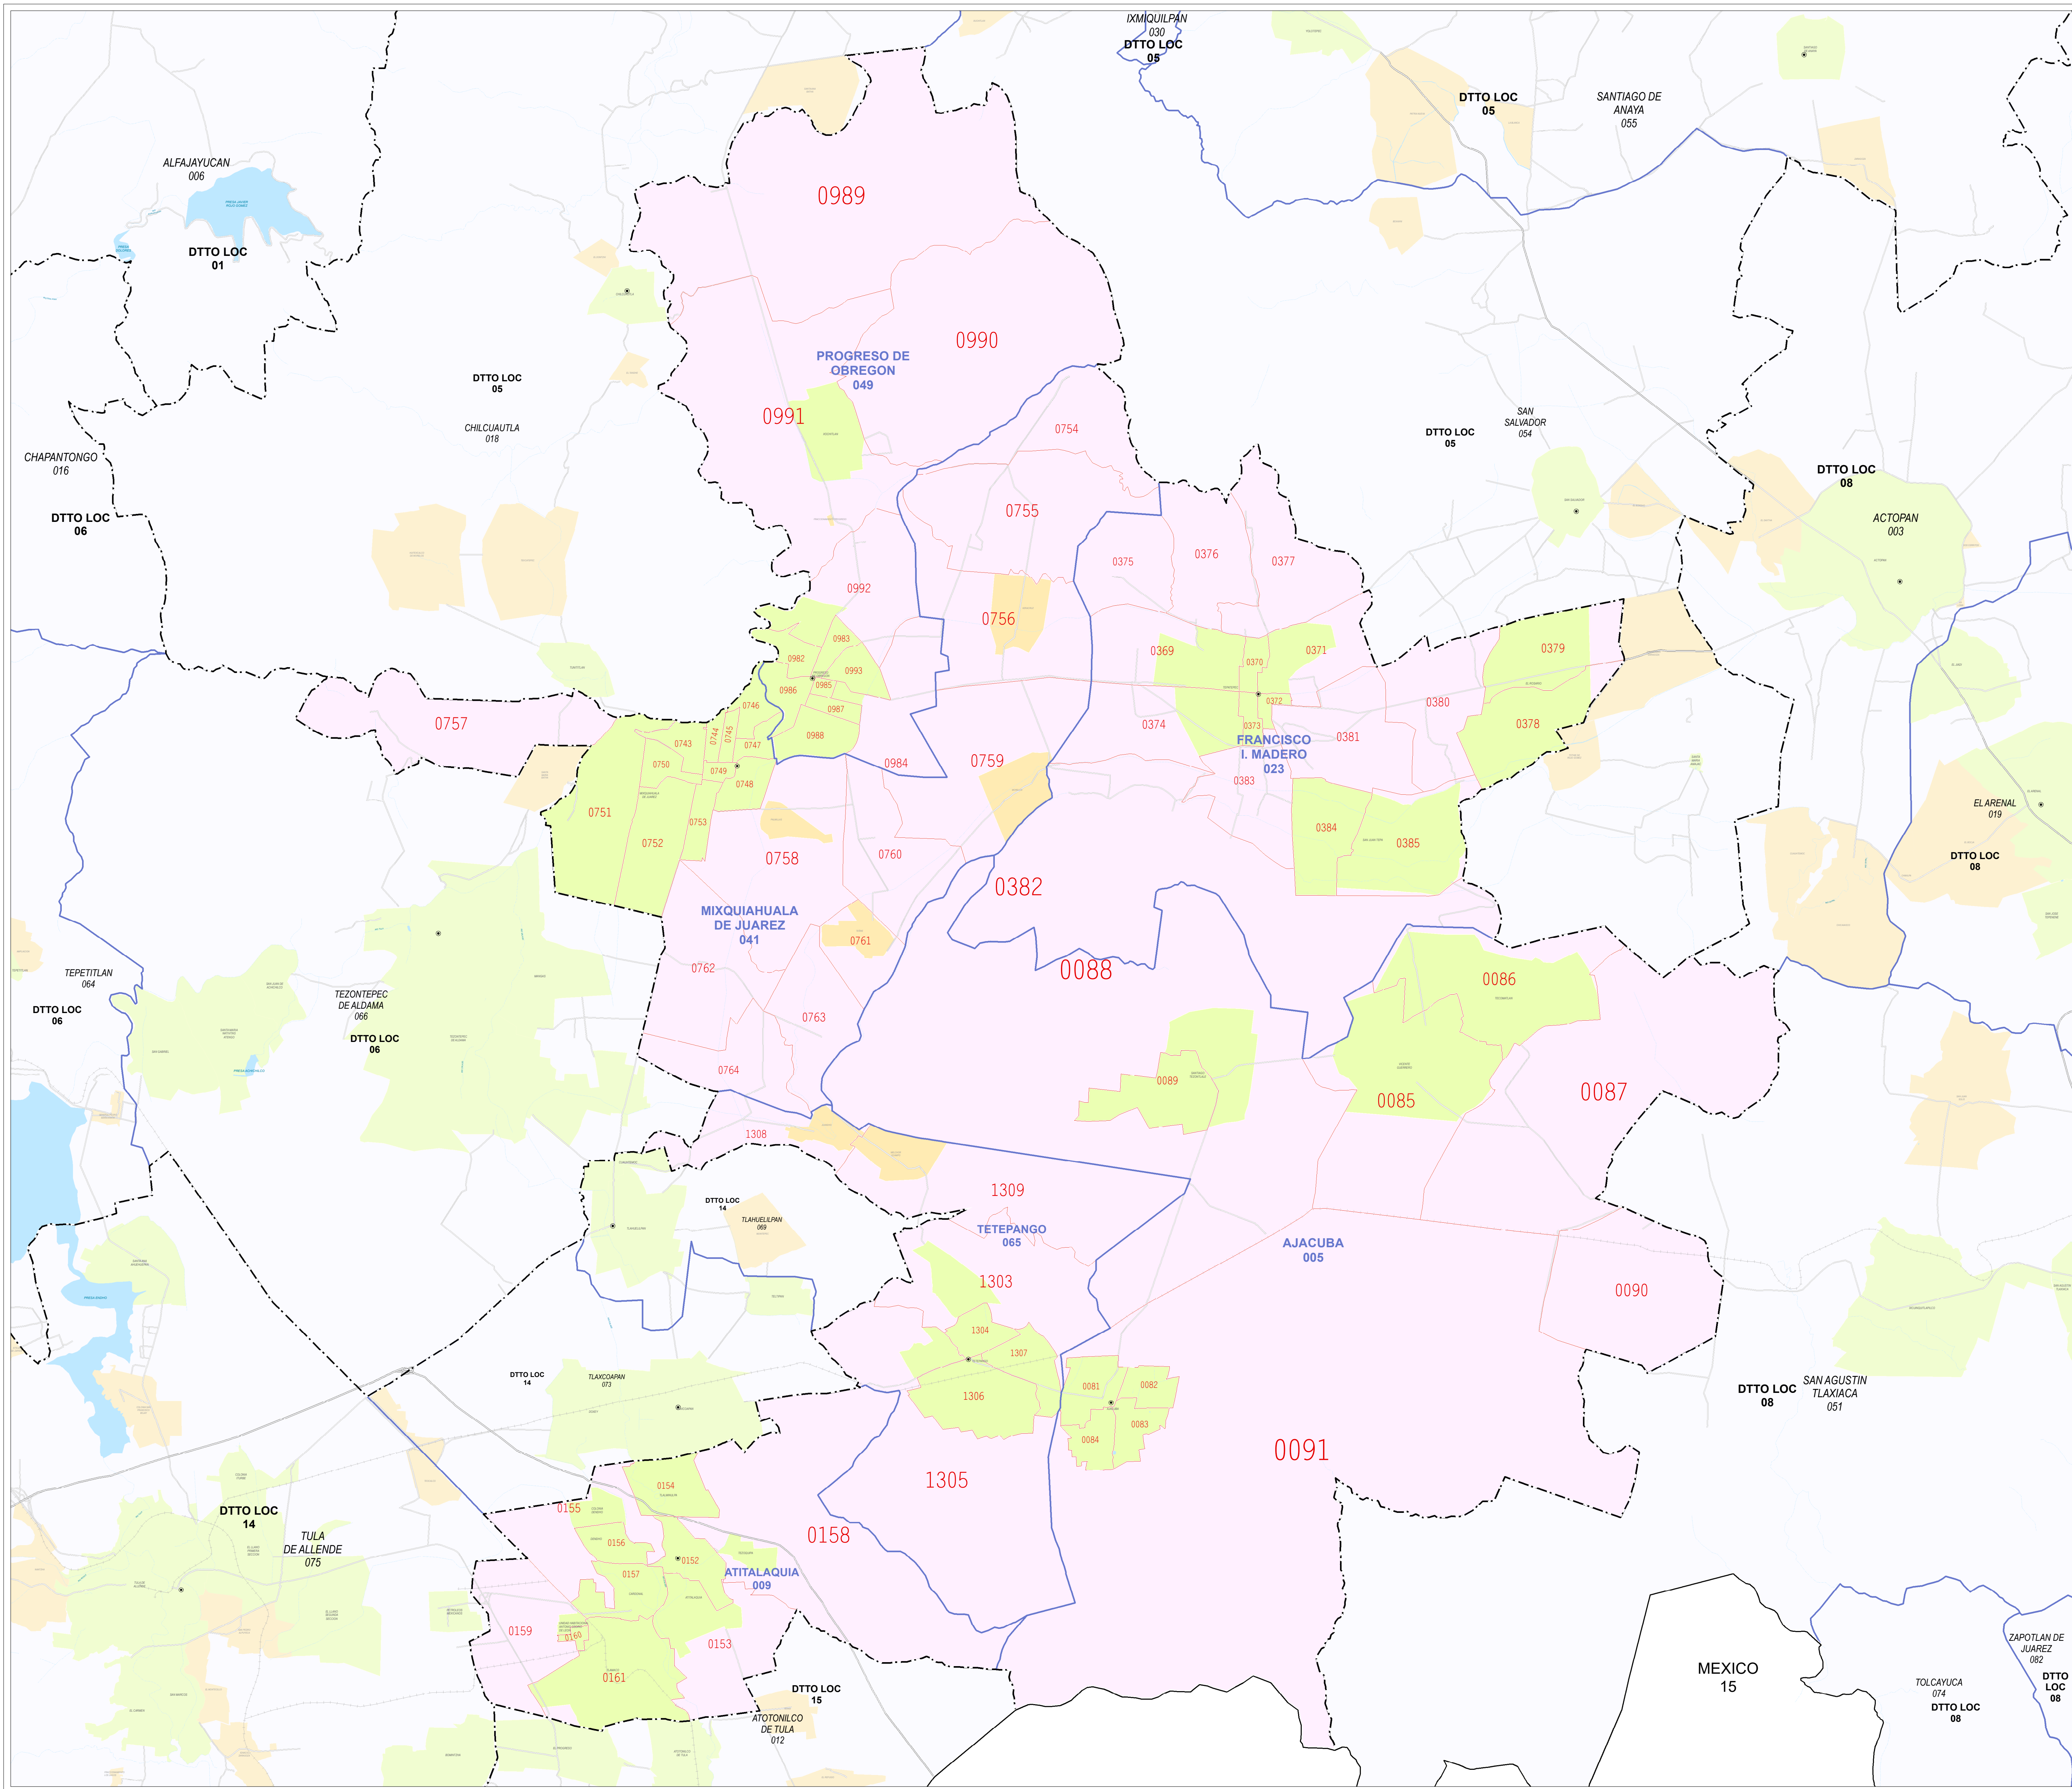 IXMIQUILPAN
030
DTTO LOC
05
DTTO LOC
05
SANTIAGO DE
ANAYA
055
ALFAJAYUCAN
006
PRESA JAVIER
ROJO GOMEZ
DTTO LOC
01
0989
0990
PROGRESO DE
OBREGON
049
0991
DTTO LOC
05
CHILCUAUTLA
018
CHAPANTONGO
016
DTTO LOC
06
0754
0755
SAN
SALVADOR
054
DTTO LOC
05
DTTO LOC
08
ACTOPAN
003
0375
0376
0377
0992
0756
0983
0982
0993
0985
0986
0987
0988
0369
0370
0371
0372
0373
0374
0379
0380
0378
0381
0757
0746
0745
0744
0743
0747
0749
0750
0748
0751
0752
0753
0984
0759
FRANCISCO
I. MADERO
023
0383
0384
0385
0758
0760
0382
EL ARENAL
019
DTTO LOC
08
MIXQUIAHUALA
DE JUAREZ
041
0761
0762
0088
0086
TEPETITLAN
064
DTTO LOC
06
TEZONTEPEC
DE ALDAMA
066
DTTO LOC
06
0763
0764
0089
0085
0087
1308
1309
TETEPANGO
065
DTTO LOC
14
TLAHUELILPAN
069
AJACUBA
005
1303
0090
1304
1307
1306
0081
0082
0083
0084
DTTO LOC
14
TLAXCOAPAN
073
DTTO LOC
08
SAN AGUSTIN
TLAXIACA
051
0091
1305
0154
0155
0158
0156
0152
0157
ATITALAQUIA
009
DTTO LOC
14
TULA
DE ALLENDE
075
0159
0160
0153
0161
DTTO LOC
15
ATOTONILCO
DE TULA
012
MEXICO
15
TOLCAYUCA
074
DTTO LOC
08
ZAPOTLAN DE
JUAREZ
082
DTTO
LOC
08